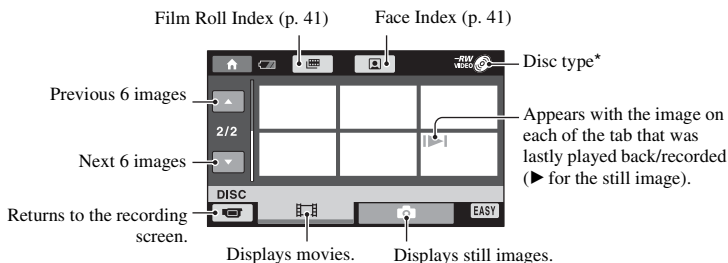 Film Roll Index (p. 41)
Face Index (p. 41)
-RW
VIDEO
Disc type*
Previous 6 images
2/2
Next 6 images
Appears with the image on
each of the tab that was
lastly played back/recorded
(▶ for the still image).
DISC
EASY
Returns to the recording
screen.
Displays movies.
Displays still images.